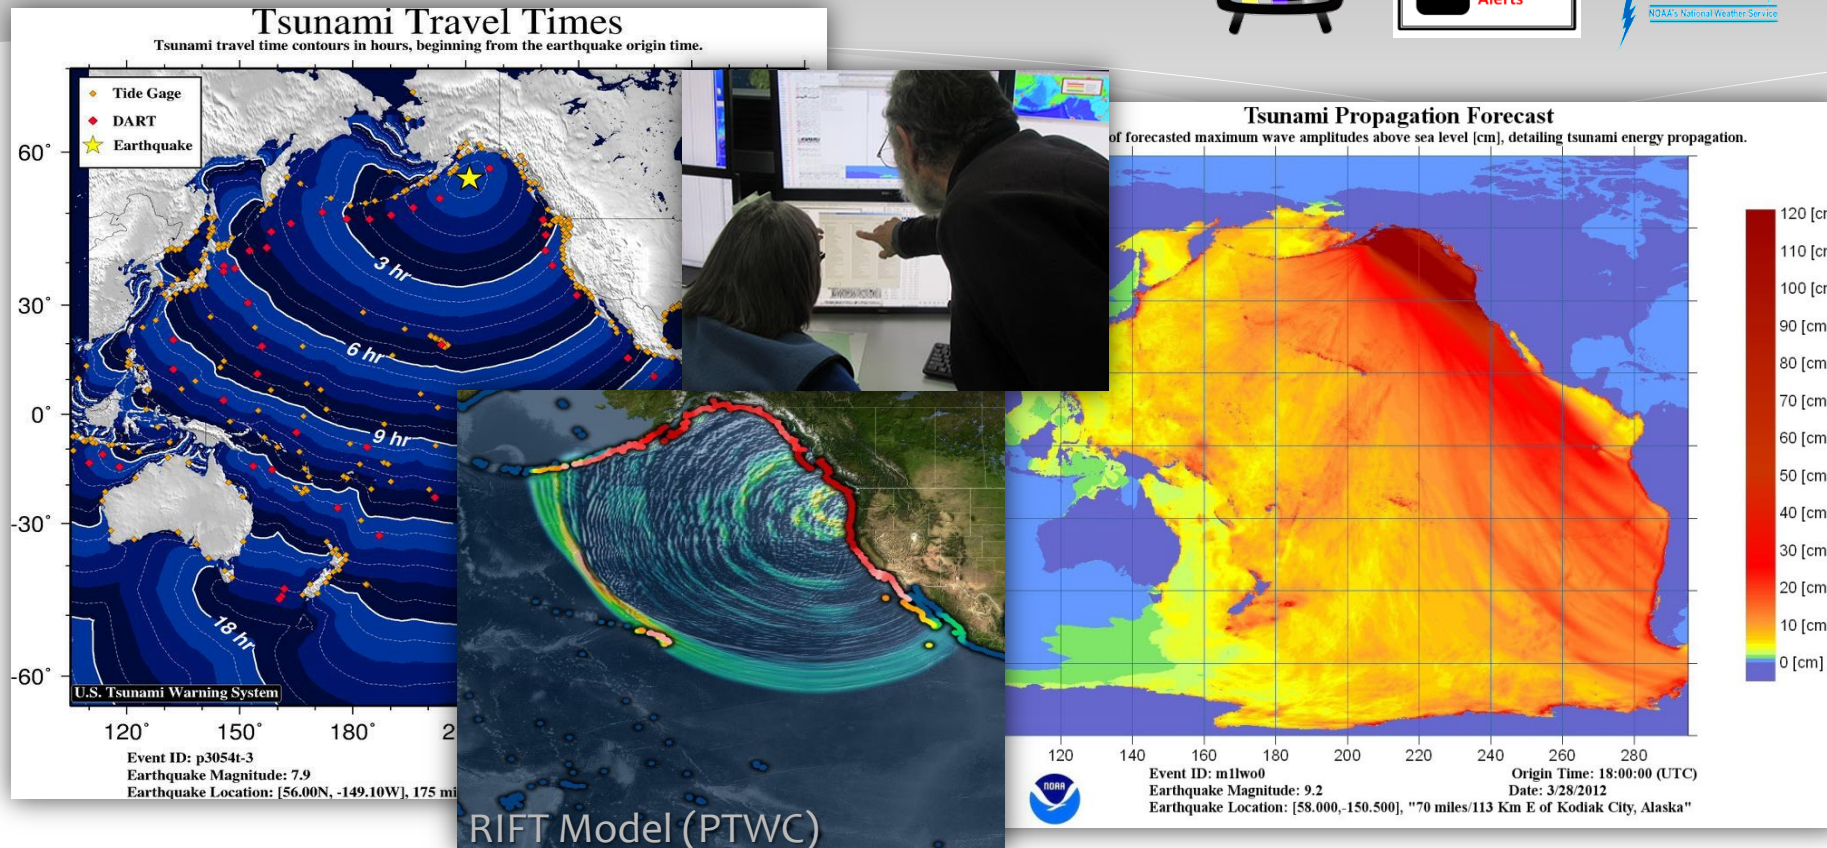 Tsunami Travel Times
Tsunami travel time contours in hours, beginning from the earthquake origin time.
Tide Gage
DART
Earthquake
60°
30°
0°
-30°
-60°
3 hr
6 hr
9 hr
18 hr
U.S. Tsunami Warning System
120° 150° 180° 2
Event ID: p3054t-3
Earthquake Magnitude: 7.9
Earthquake Location: [56.00N, -149.10W], 175 mi
RIFT Model (PTWC)
Alerts
NOAA's National Weather Service
Tsunami Propagation Forecast
of forecasted maximum wave amplitudes above sea level [cm], detailing tsunami energy propagation.
120 [cm
110 [cm
100 [cm
90 [cm
80 [cm
70 [cm
60 [cm
50 [cm
40 [cm
30 [cm
20 [cm
10 [cm
0 [cm]
120 140 160 180 200 220 240 260 280
NOAA
Event ID: m1lwo0 Origin Time: 18:00:00 (UTC)
Earthquake Magnitude: 9.2 Date: 3/28/2012
Earthquake Location: [58.000,-150.500], "70 miles/113 Km E of Kodiak City, Alaska"